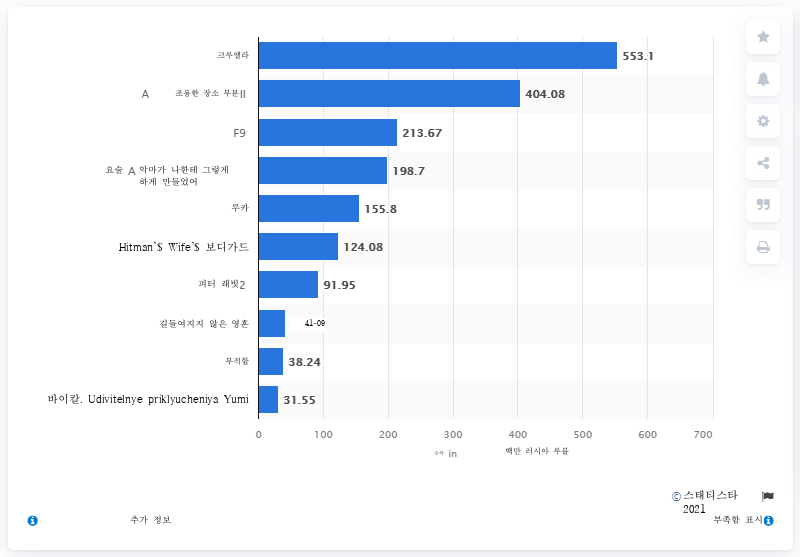 크루엘라
553.1
A 조용한 장소 부분II
404.08
F9
213.67
요술 A 악마가 나한테 그렇게
하게 만들었어
198.7
루카
155.8
Hitman'S Wife'S 보디가드
124.08
피터 래빗2
91.95
길들여지지 않은 영혼
41-09
부적합
38.24
바이칼. Udivitelnye priklyucheniya Yumi
31.55
0 100 200 300 400 500 600 700
수익 in 백만 러시아 루블
© 스태티스타
2021
추가 정보
부족함 표시